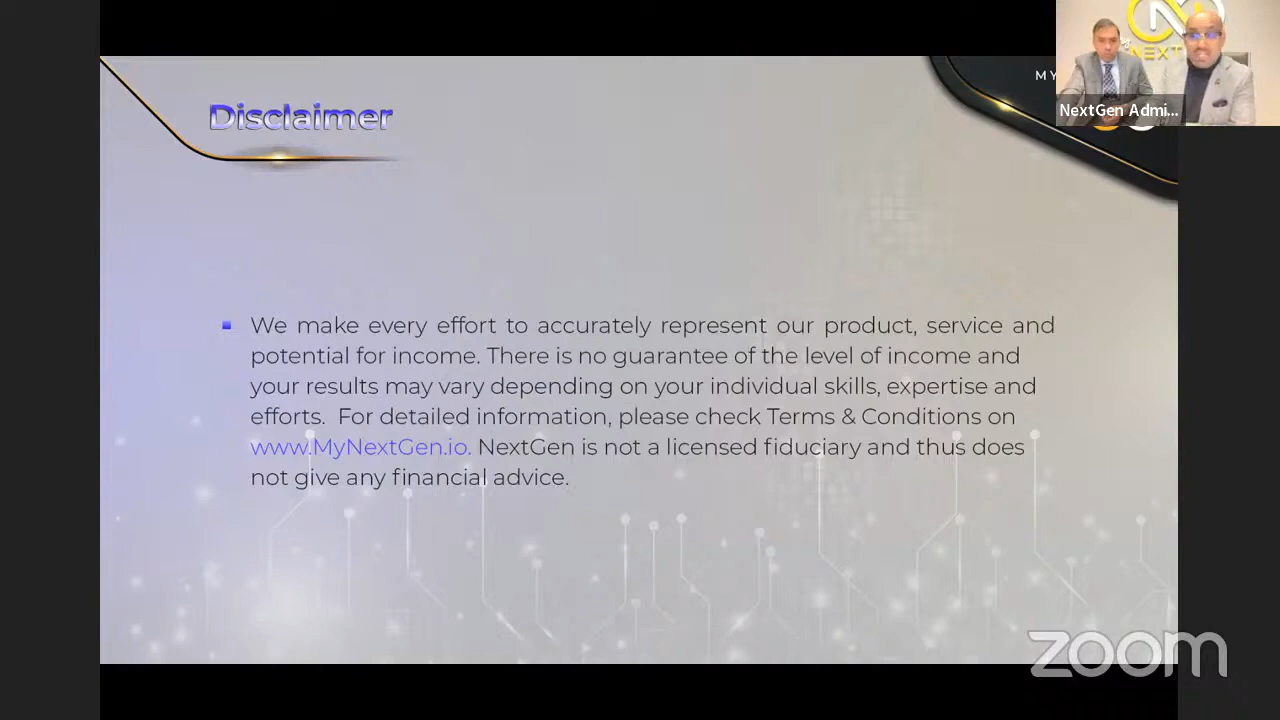 MY
NEXT
NextGen Admi...
Disclaimer
We make every effort to accurately represent our product, service and
potential for income. There is no guarantee of the level of income and
your results may vary depending on your individual skills, expertise and
efforts. For detailed information, please check Terms & Conditions on
www.MyNextGen.io. NextGen is not a licensed fiduciary and thus does
not give any financial advice.
zoom